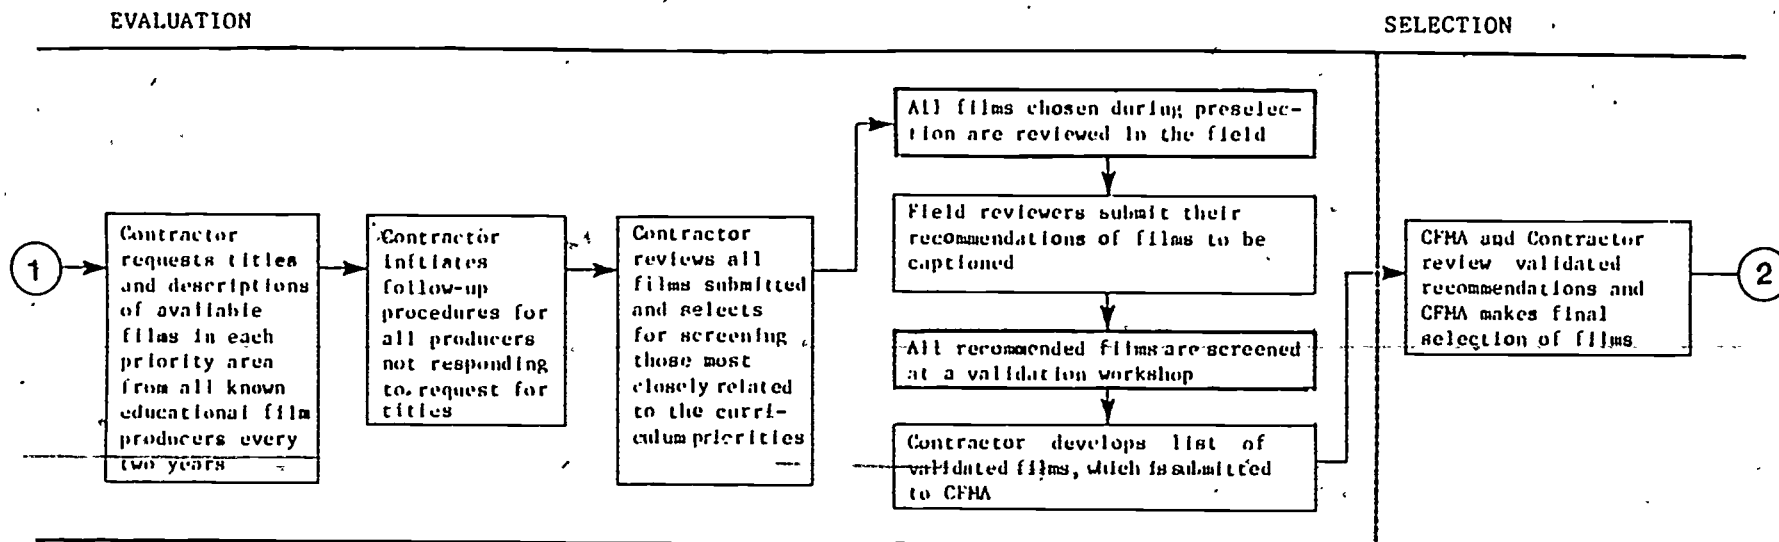 EVALUATION
SELECTION
1
Contractor
requests titles
and descriptions
of available
films in each
priority area
from all known
educational film
producers every
two years
Contractor
initiates
follow-up
procedures for
all producers
not responding
to request for
titles
Contractor
reviews all
films submitted
and selects
for screening
those most
closely related
to the curri-
culum priorities
All films chosen during preselec-
tion are reviewed in the field
Field reviewers submit their
recommendations of films to be
captioned
All recommended films are screened
at a validation workshop
Contractor develops list of
validated films, which is submitted
to CFMA
CFMA and Contractor
review validated
recommendations and
CFMA makes final
selection of films
2